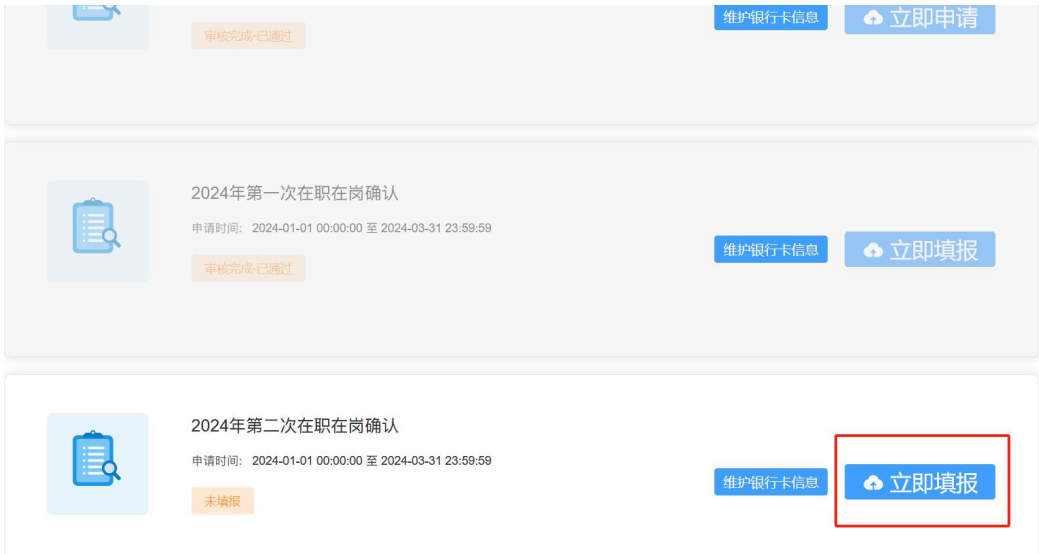 维护银行卡信息
立即申请
审核完成-已通过
2024年第一次在职在岗确认
申请时间: 2024-01-01 00:00:00 至 2024-03-31 23:59:59
维护银行卡信息
立即填报
审核完成-已通过
2024年第二次在职在岗确认
申请时间: 2024-01-01 00:00:00 至 2024-03-31 23:59:59
维护银行卡信息
立即填报
未填报